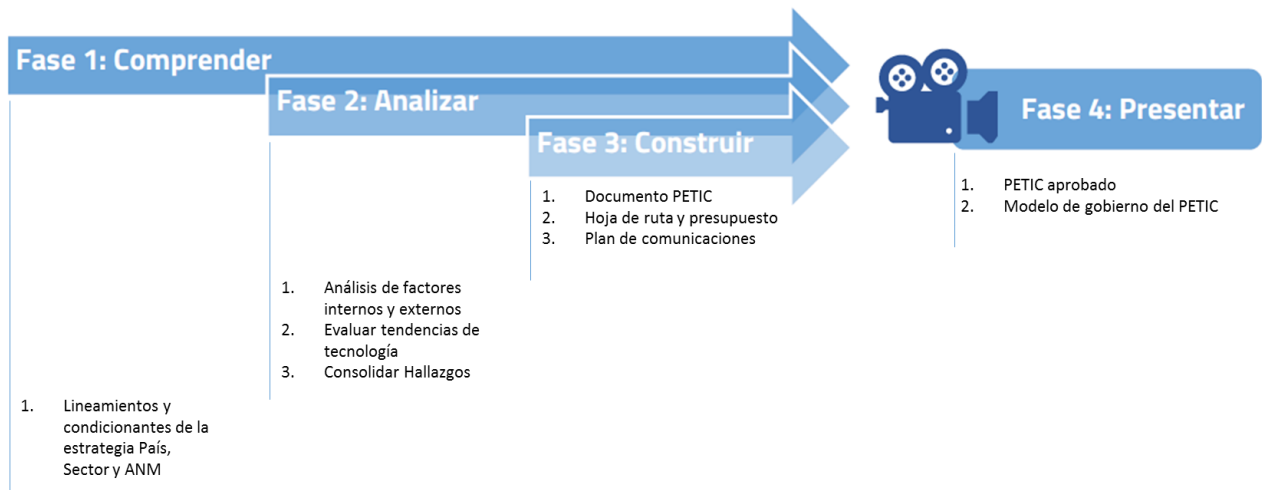 Fase 1: Comprender
Fase 2: Analizar
Fase 3: Construir
Fase 4: Presentar
1. Documento PETIC
2. Hoja de ruta y presupuesto
3. Plan de comunicaciones
1. PETIC aprobado
2. Modelo de gobierno del PETIC
1. Análisis de factores
internos y externos
2. Evaluar tendencias de
tecnología
3. Consolidar Hallazgos
1. Lineamientos y
condicionantes de la
estrategia País,
Sector y ANM